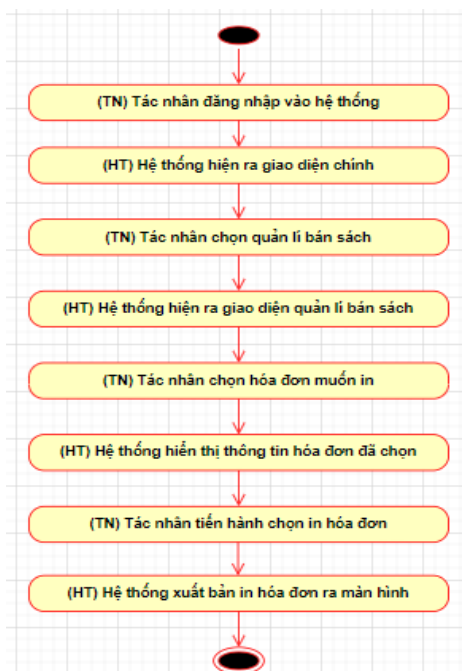 (TN) Tác nhân đăng nhập vào hệ thống
(HT) Hệ thống hiện ra giao diện chính
(TN) Tác nhân chọn quản lí bán sách
(HT) Hệ thống hiện ra giao diện quản lí bán sách
(TN) Tác nhân chọn hóa đơn muốn in
(HT) Hệ thống hiển thị thông tin hóa đơn đã chọn
(TN) Tác nhân tiến hành chọn in hóa đơn
(HT) Hệ thống xuất bản in hóa đơn ra màn hình